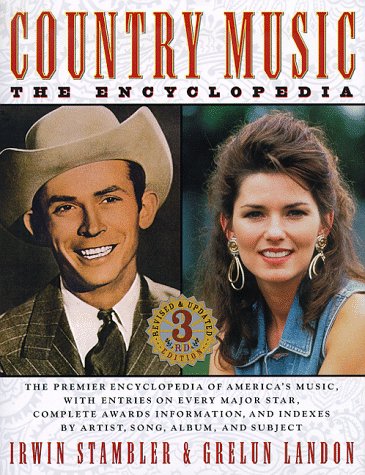 COUNTRY MUSIC
THE ENCYCLOPEDIA
REVISED & UPDATED
3
RD
EDITION
THE PREMIER ENCYCLOPEDIA OF AMERICA'S MUSIC,
WITH ENTRIES ON EVERY MAJOR STAR,
COMPLETE AWARDS INFORMATION, AND INDEXES
BY ARTIST, SONG, ALBUM, AND SUBJECT
IRWIN STAMBLER & GRELUN LANDON